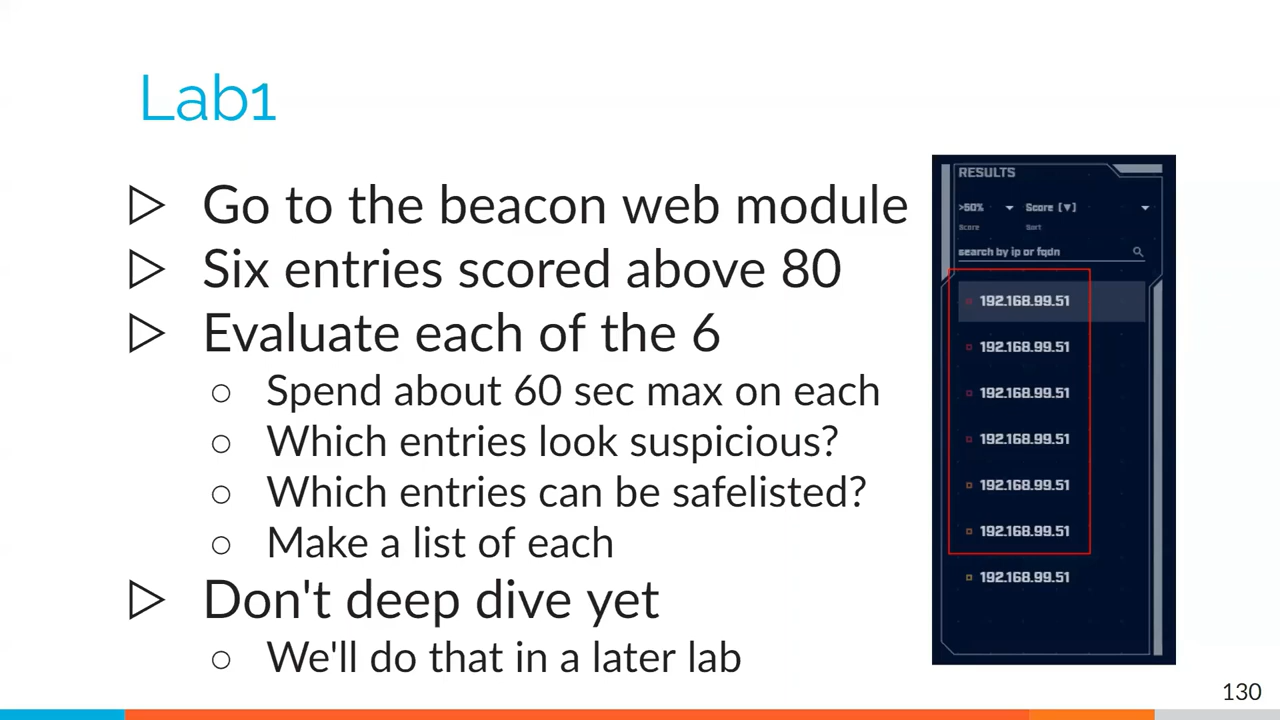 Lab1
Go to the beacon web module
Six entries scored above 80
Evaluate each of the 6
Spend about 60 sec max on each
Which entries look suspicious?
Which entries can be safelisted?
Make a list of each
Don't deep dive yet
We'll do that in a later lab
RESULTS
>50% Score [▼]
Score Sort
search by ip or fqdn
192.168.99.51
192.168.99.51
192.168.99.51
192.168.99.51
192.168.99.51
192.168.99.51
192.168.99.51
130